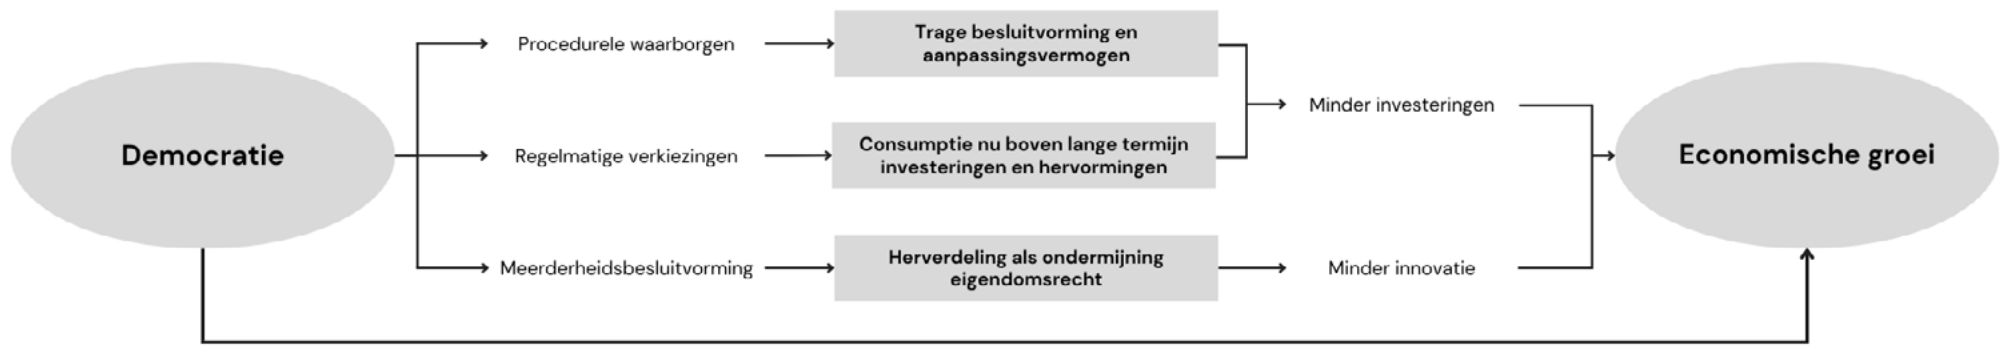 Democratie
Procedurele waarborgen
Trage besluitvorming en
aanpassingsvermogen
Regelmatige verkiezingen
Consumptie nu boven lange termijn
investeringen en hervormingen
Minder investeringen
Meerderheidsbesluitvorming
Herverdeling als ondermijning
eigendomsrecht
Minder innovatie
Economische groei